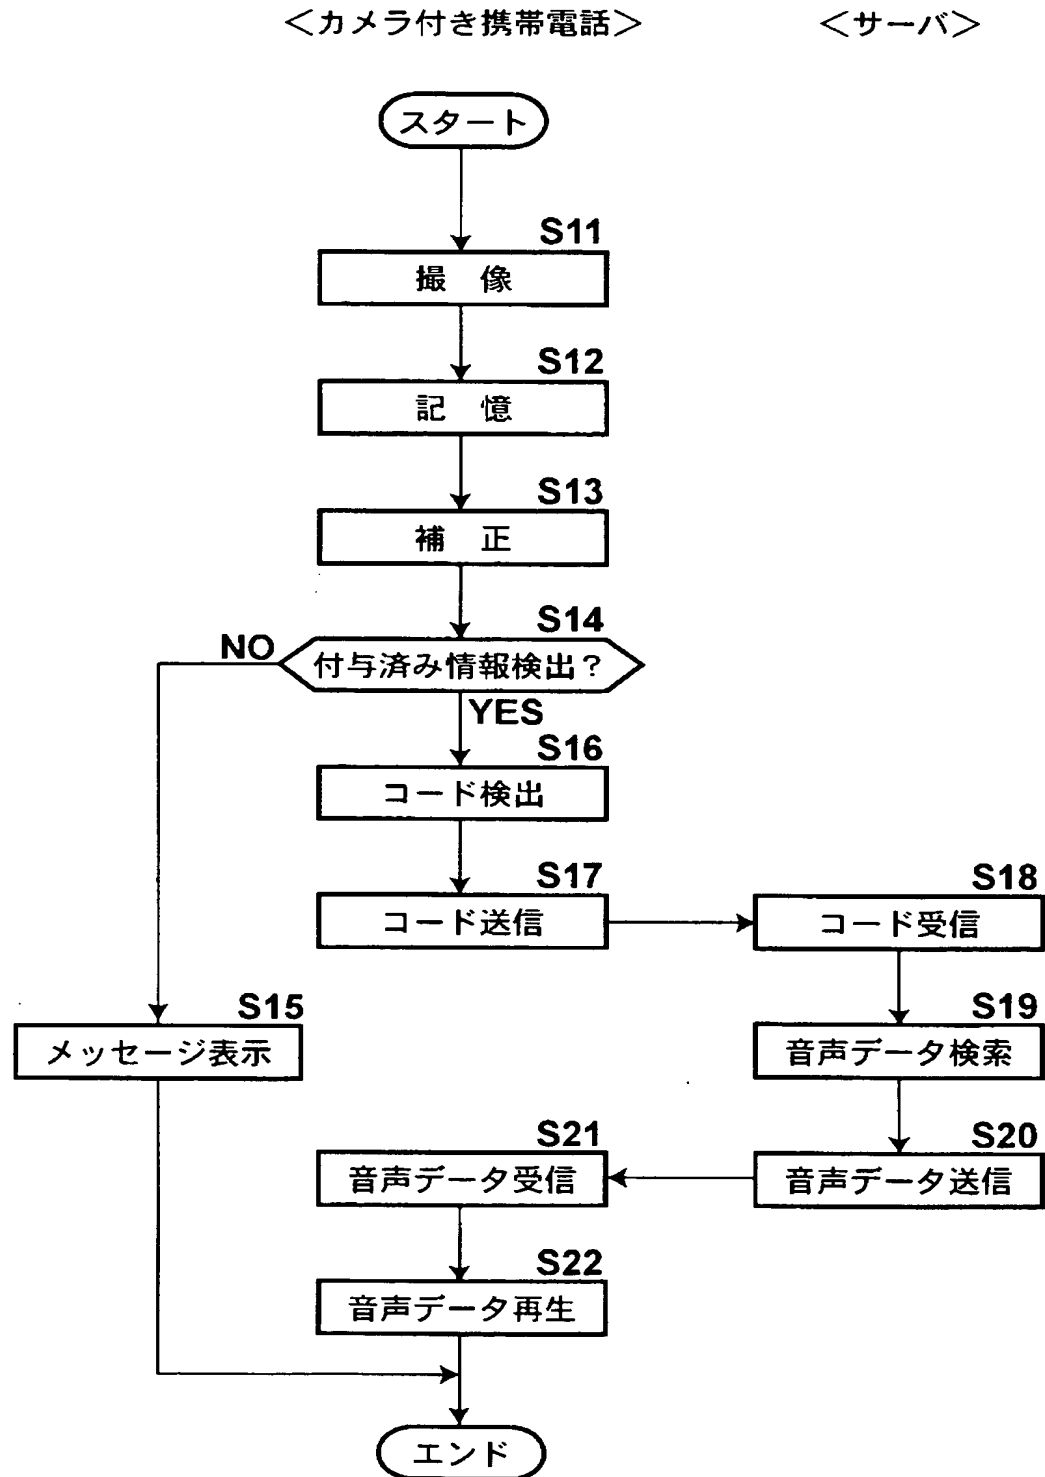 ＜カメラ付き携帯電話＞
＜サーバ＞
スタート
S11
撮 像
S12
記 憶
S13
補 正
S14
付与済み情報検出？
NO
YES
S16
コード検出
S17
コード送信
S18
コード受信
S15
メッセージ表示
S19
音声データ検索
S20
音声データ送信
S21
音声データ受信
S22
音声データ再生
エンド